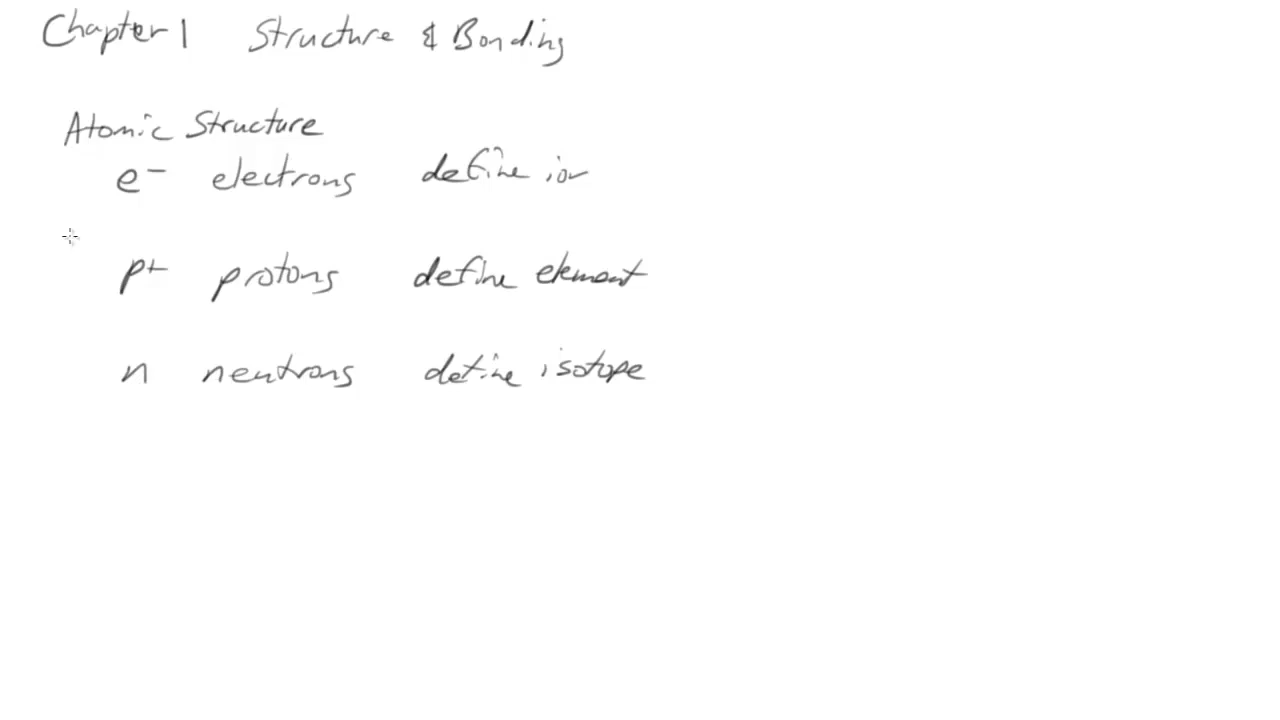 Chapter 1 Structure & Bonding
Atomic Structure
e⁻ electrons define ion
p+ protons define element
n neutrons define isotope